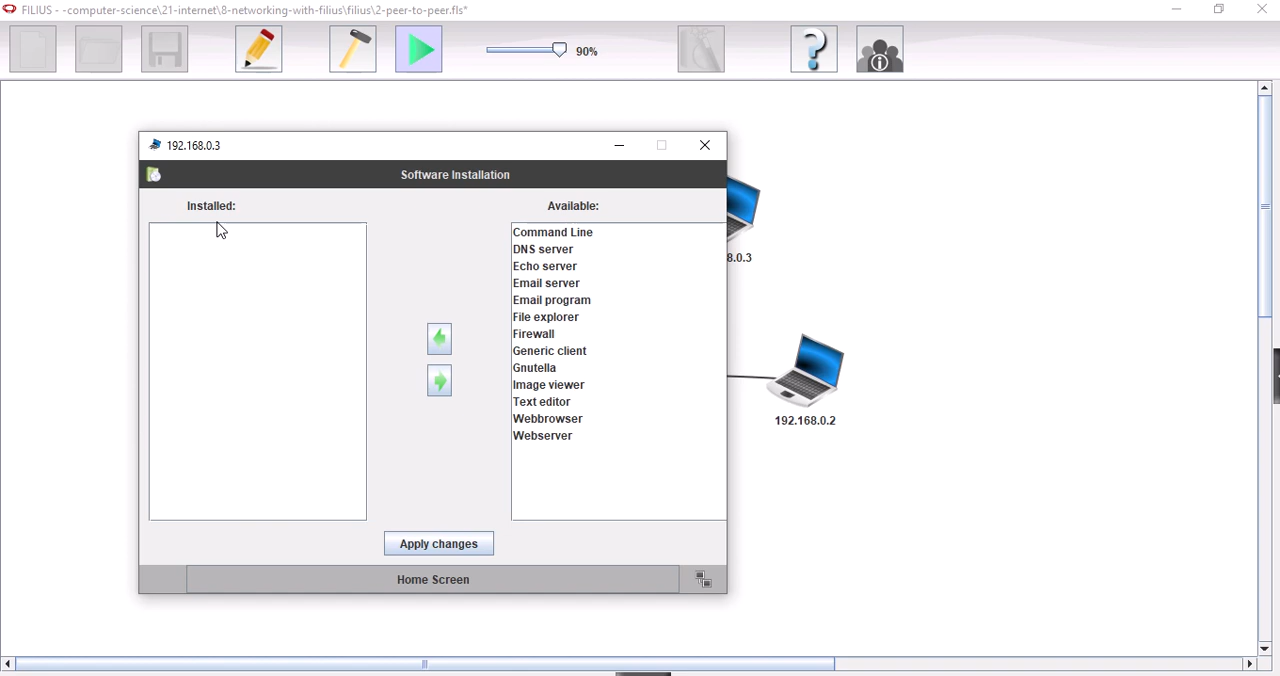 FILIUS - -computer-science\21-internet\8-networking-with-filius\filius\2-peer-to-peer.fls*
90%
192.168.0.3
Software Installation
Installed:
Available:
Command Line
DNS server
Echo server
Email server
Email program
File explorer
Firewall
Generic client
Gnutella
Image viewer
Text editor
Webbrowser
Webserver
Apply changes
Home Screen
8.0.3
192.168.0.2